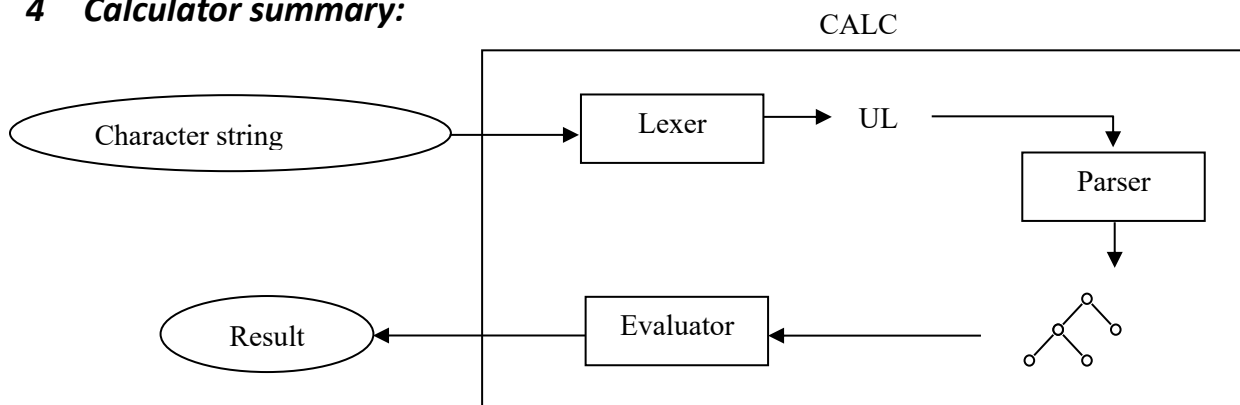 4 Calculator summary:
CALC
Character string
Lexer
UL
Parser
Result
Evaluator